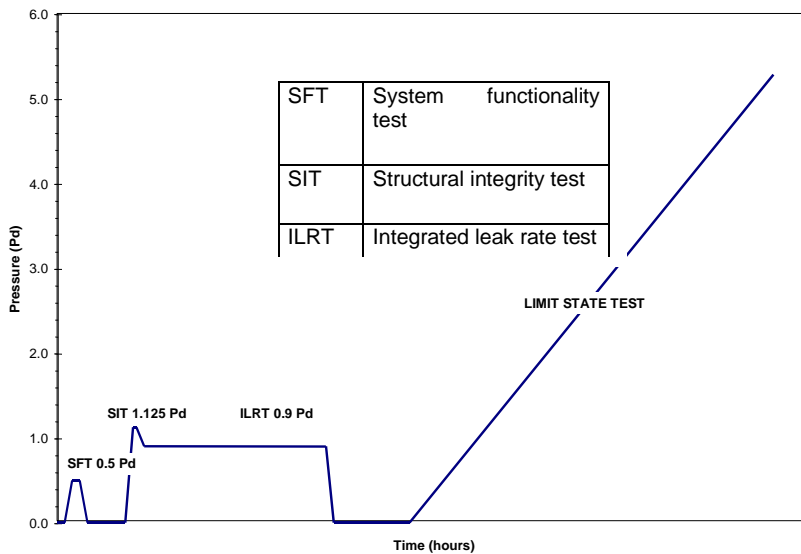 6.0
5.0
4.0
3.0
2.0
1.0
0.0
Pressure (Pd)
SFT System functionality
test
SIT Structural integrity test
ILRT Integrated leak rate test
LIMIT STATE TEST
SIT 1.125 Pd ILRT 0.9 Pd
SFT 0.5 Pd
Time (hours)